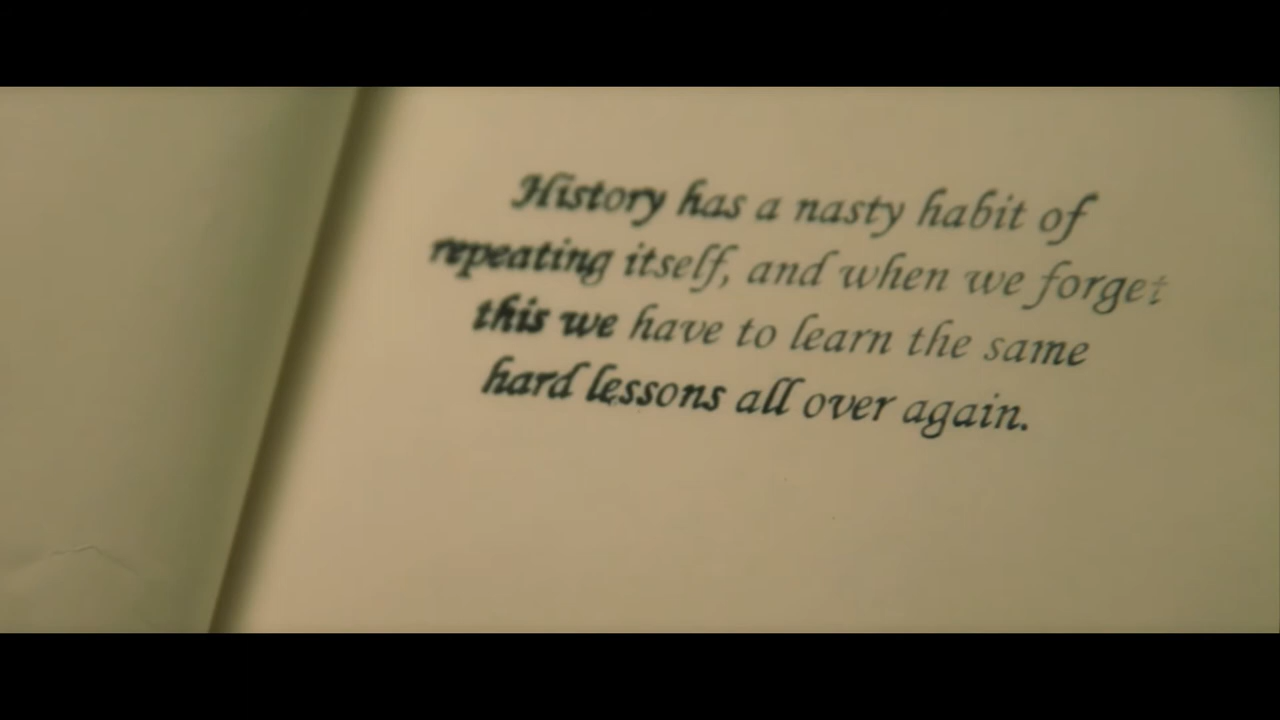 History has a nasty habit of
repeating itself, and when we forget
this we have to learn the same
hard lessons all over again.